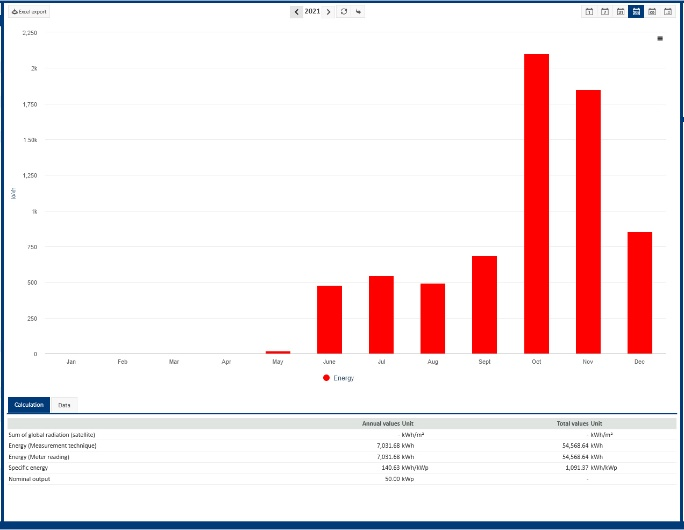 Excel export
2021
2,250
2k
1,750
1.50k
1,250
1k
750
500
250
0
Jan Feb Mar Apr May June Jul Aug Sept Oct Nov Dec
Energy
Calculation Data
Annual values Unit Total values Unit
Sum of global radiation (satellite) kWh/m² kWh/m²
Energy (Measurement technique) 7,031.68 kWh 54,568.64 kWh
Energy (Meter reading) 7,031.68 kWh 54,568.64 kWh
Specific energy 140.63 kWh/kWp 1,091.37 kWh/kWp
Nominal output 50.00 kWp -